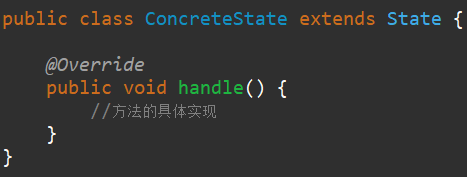 public class ConcreteState extends State {
@Override
public void handle() {
//方法的具体实现
}
}